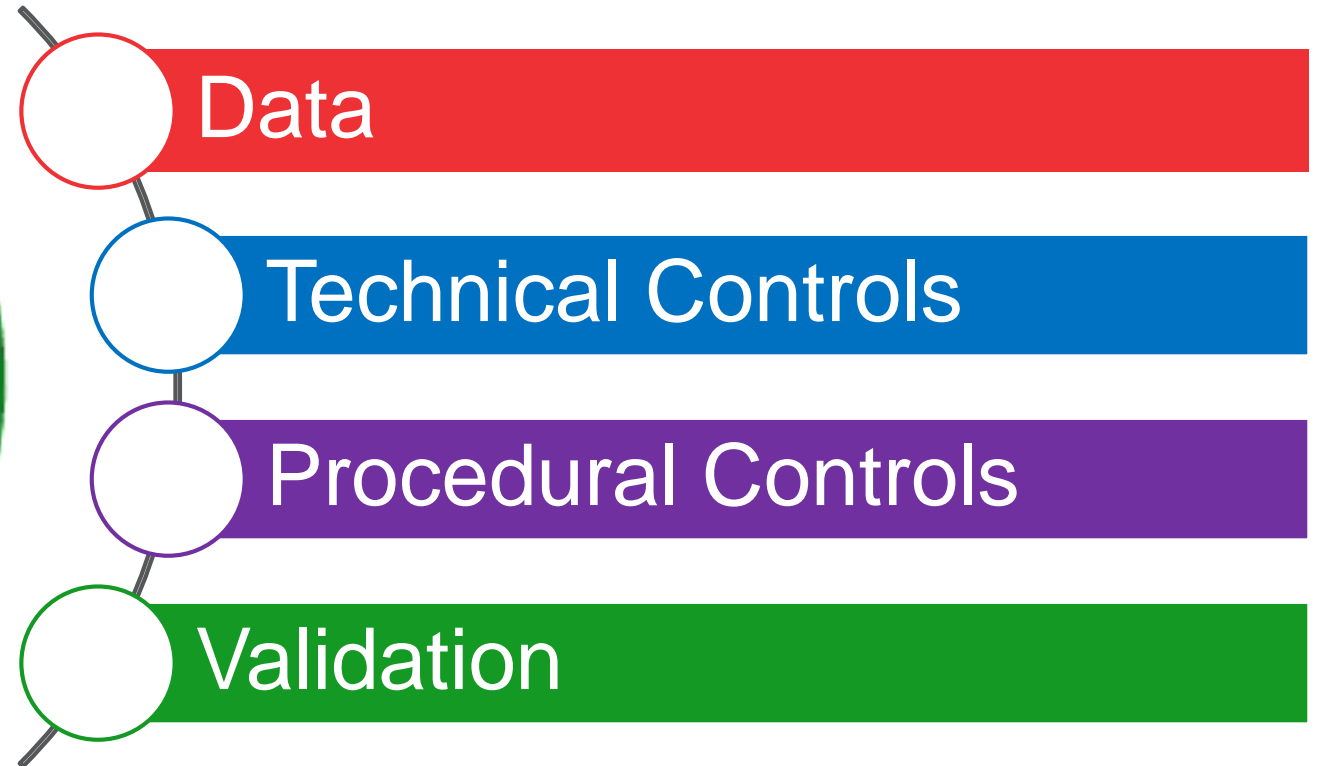 Data
Technical Controls
Procedural Controls
Validation